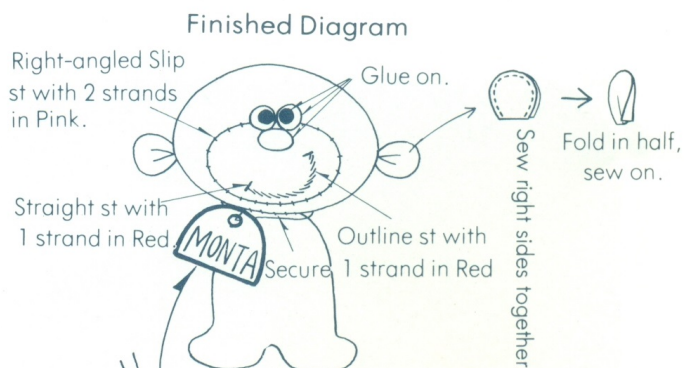 Finished Diagram
Right-angled Slip
st with 2 strands
in Pink.
Glue on.
Fold in half,
sew on.
Sew right sides together
Straight st with
1 strand in Red
MONTA
Secure
Outline st with
1 strand in Red